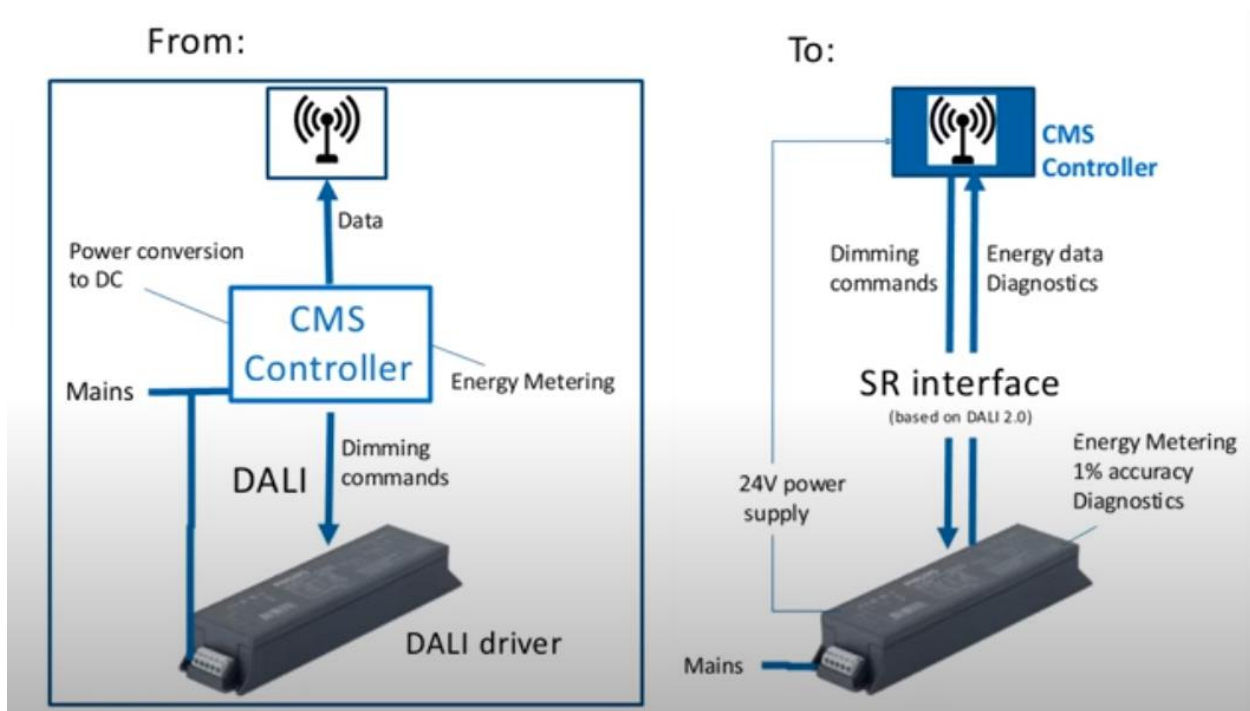 From:
Data
Power conversion
to DC
CMS
Controller
Mains
Energy Metering
Dimming
commands
DALI
DALI driver
To:
CMS
Controller
Dimming
commands
Energy data
Diagnostics
SR interface
(based on DALI 2.0)
Energy Metering
1% accuracy
Diagnostics
24V power
supply
Mains